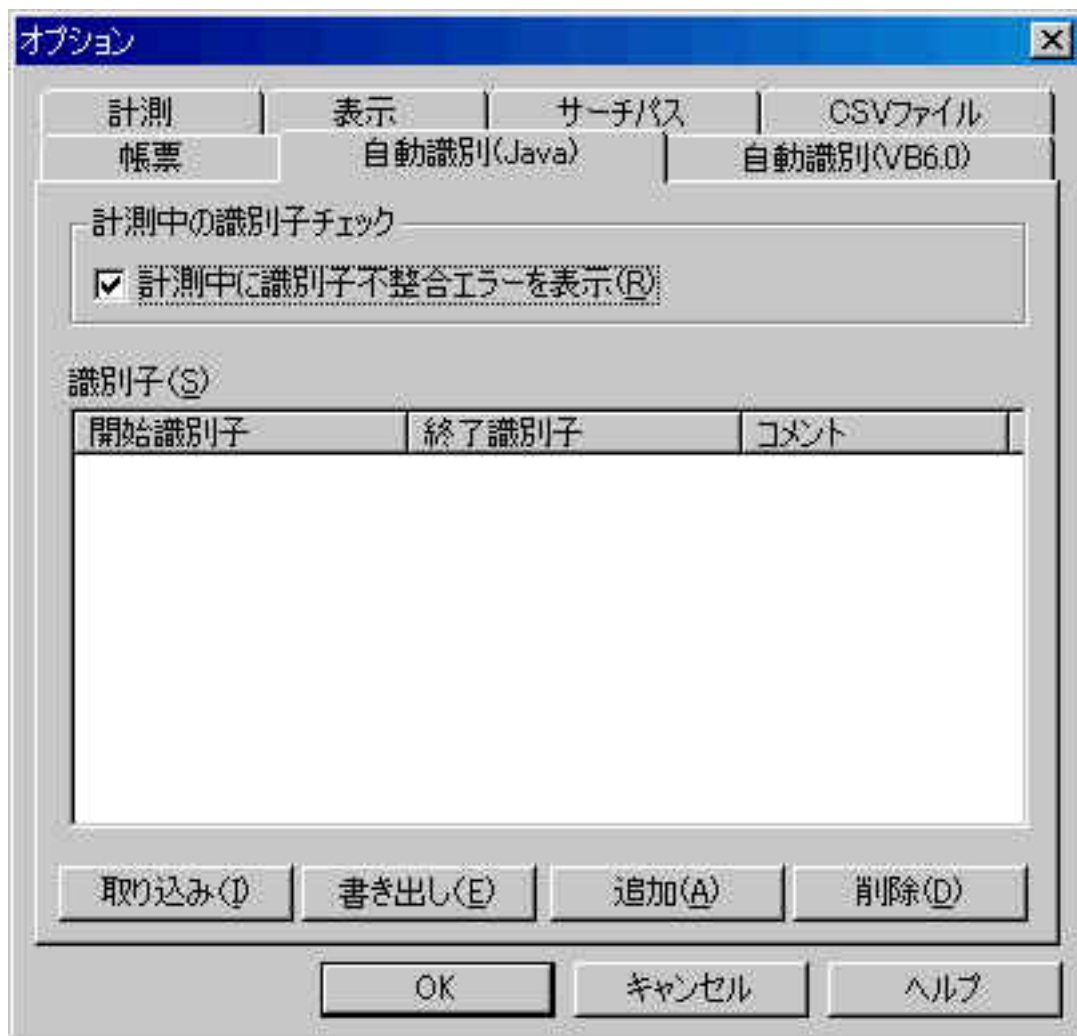 オプション
計測 表示 サーチパス CSVファイル
帳票 自動識別(Java) 自動識別(VB6.0)
計測中の識別子チェック
計測中に識別子不整合エラーを表示(R)
識別子(S)
開始識別子 終了識別子 コメント
取り込み(I) 書き出し(E) 追加(A) 削除(D)
OK キャンセル ヘルプ